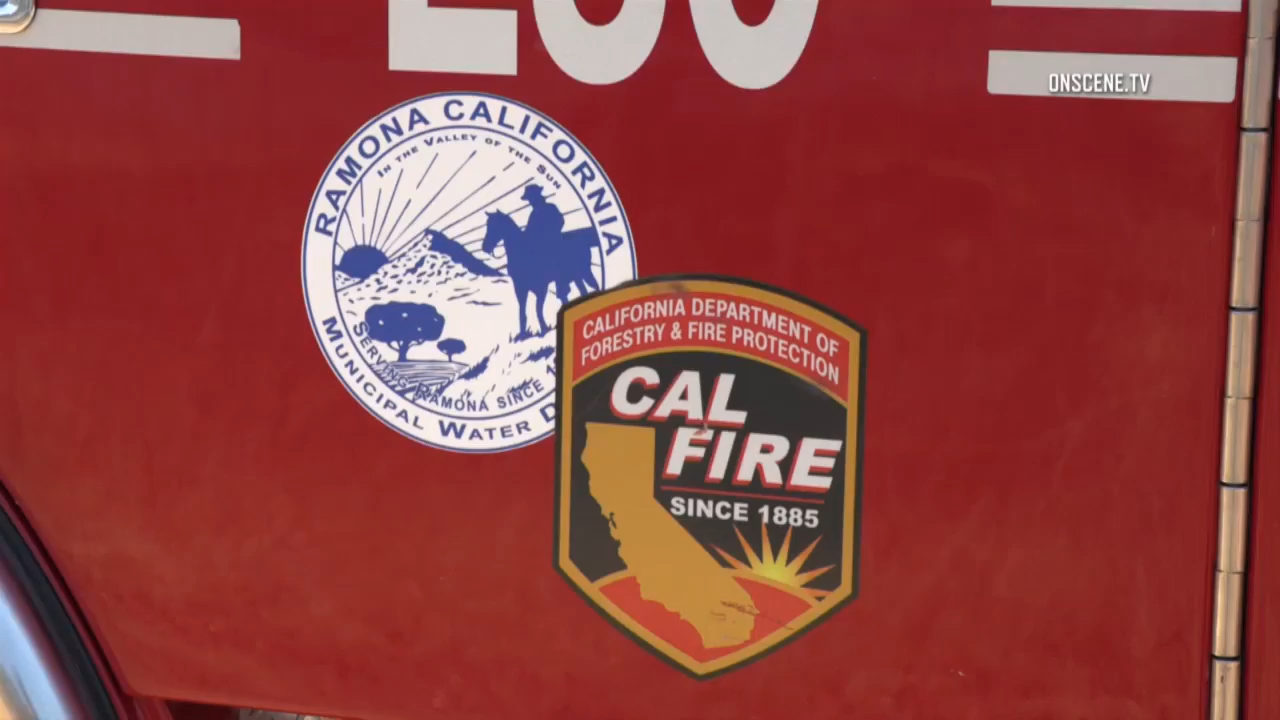 ONSCENE.TV
RAMONA CALIFORNIA
IN THE VALLEY OF THE SUN
SERVING RAMONA SINCE
MUNICIPAL WATER
CALIFORNIA DEPARTMENT OF
FORESTRY & FIRE PROTECTION
CAL
FIRE
SINCE 1885